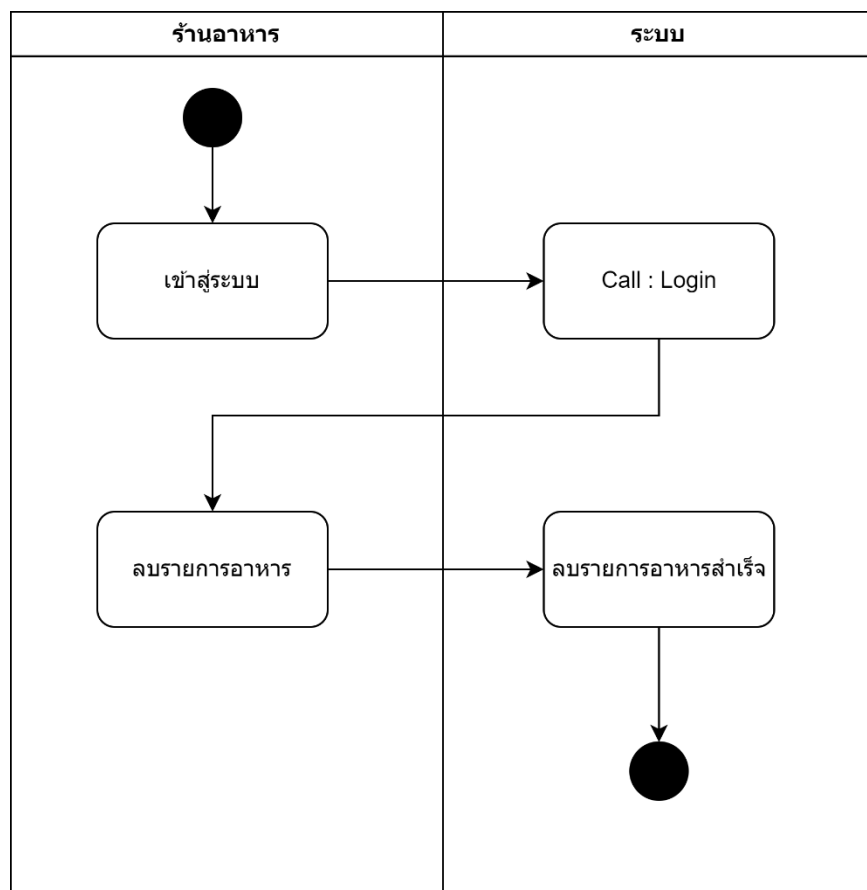 ร้านอาหาร
ระบบ
เข้าสู่ระบบ
Call : Login
ลบรายการอาหาร
ลบรายการอาหารสำเร็จ